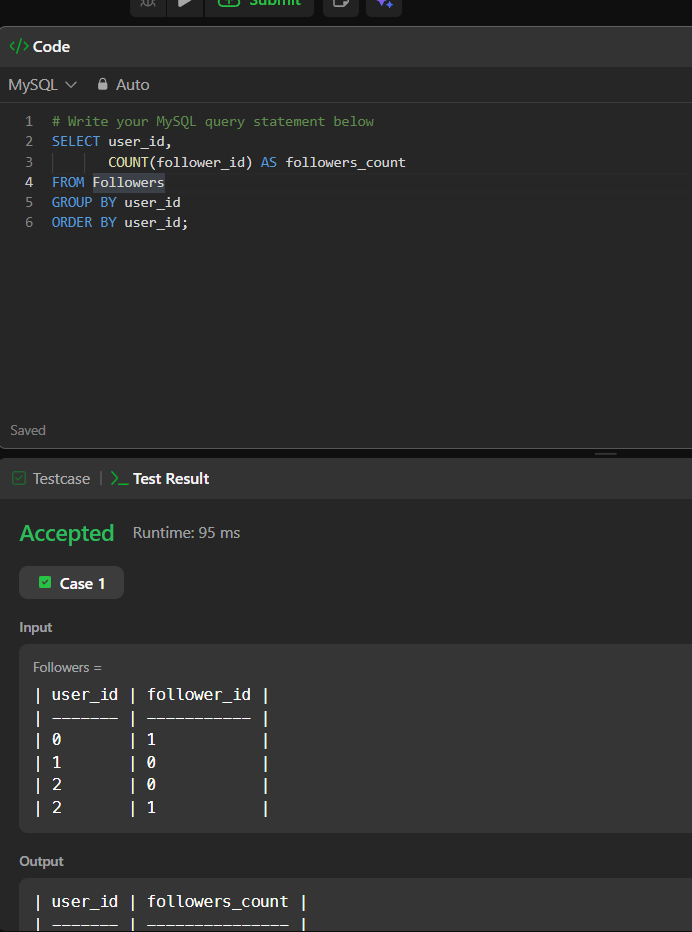 Submit
</> Code
MySQL Auto
1 # Write your MySQL query statement below
2 SELECT user_id,
3 COUNT(follower_id) AS followers_count
4 FROM Followers
5 GROUP BY user_id
6 ORDER BY user_id;
Saved
Testcase | >_ Test Result
Accepted Runtime: 95 ms
Case 1
Input
Followers =
| user_id | follower_id |
| ------- | ----------- |
| 0 | 1 |
| 1 | 0 |
| 2 | 0 |
| 2 | 1 |
Output
| user_id | followers_count |
| ------- | --------------- |